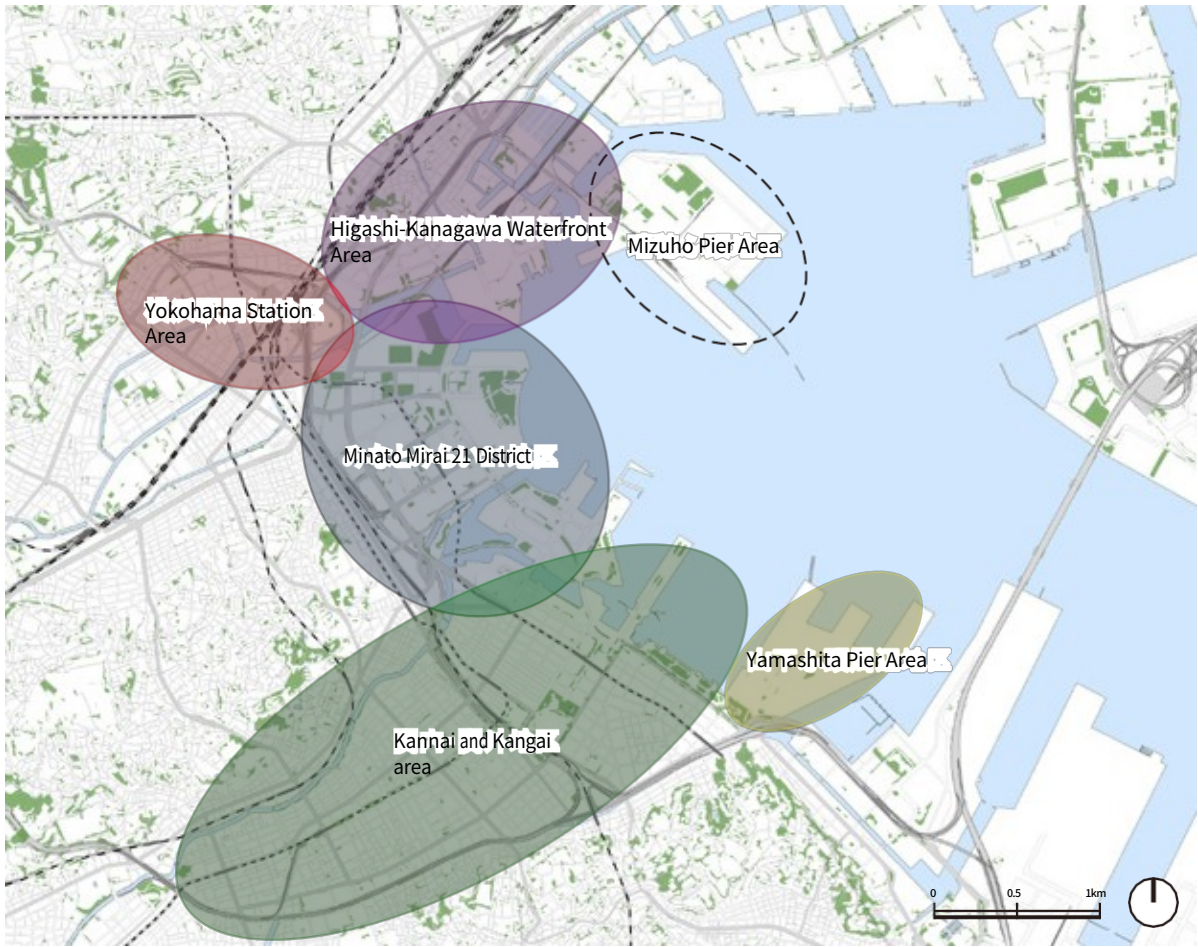 Higashi-Kanagawa Waterfront
Area
Mizuho Pier Area
Yokohama Station
Area
Minato Mirai 21 District
Yamashita Pier Area
Kannai and Kangai
area
0
0.5
1km